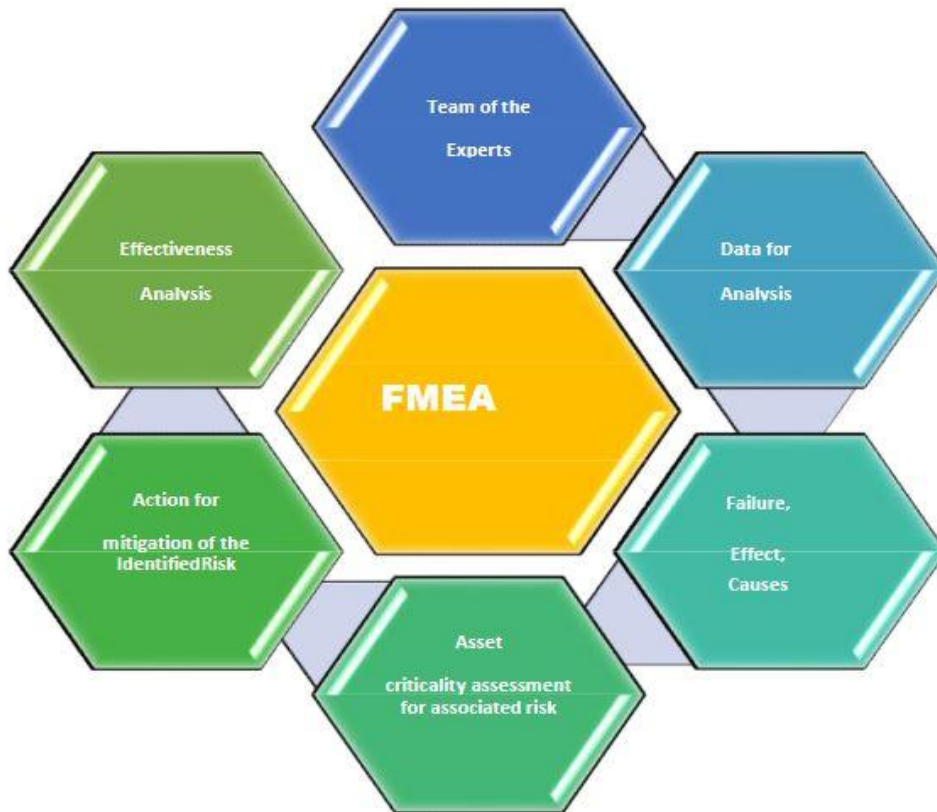 Team of the
Experts
Data for
Analysis
Failure,
Effect,
Causes
Asset
criticality assessment
for associated risk
Action for
mitigation of the
IdentifiedRisk
Effectiveness
Analysis
FMEA